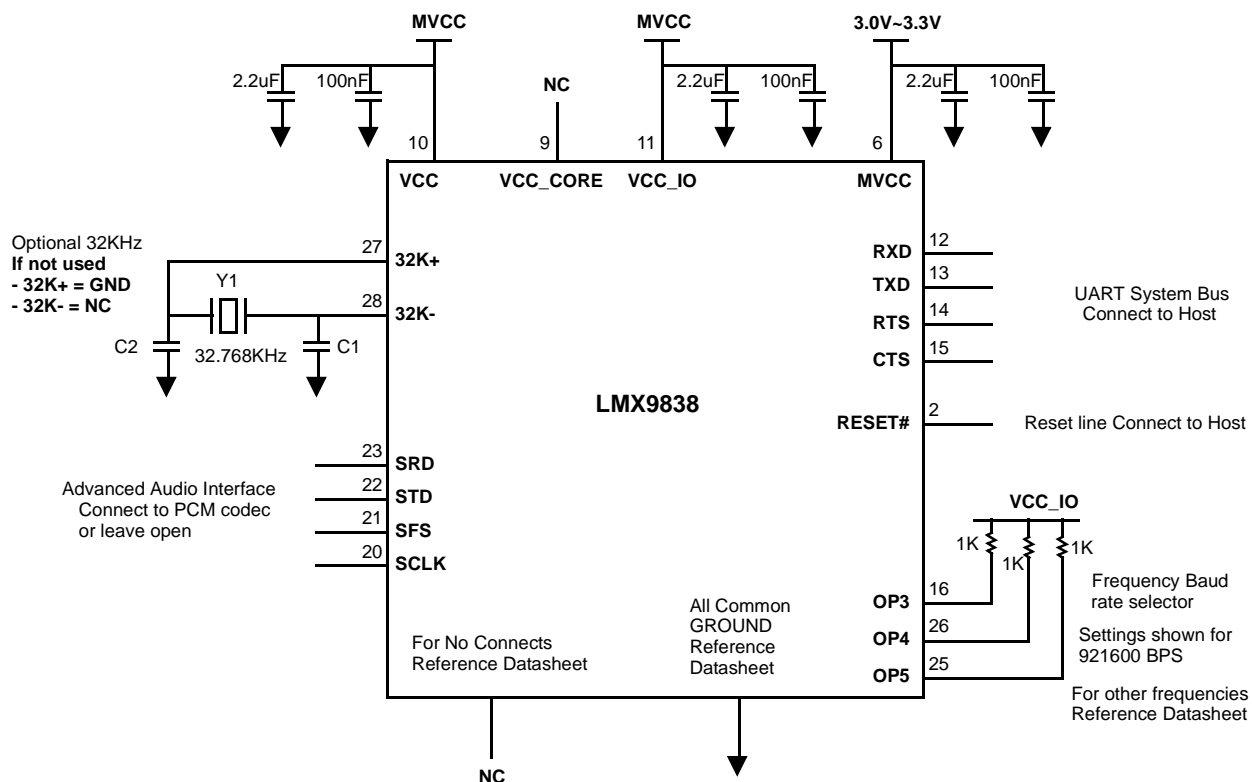 MVCC
MVCC
3.0V~3.3V
2.2uF
100nF
NC
2.2uF
100nF
2.2uF
100nF
10
9
11
6
VCC
VCC_CORE
VCC_IO
MVCC
Optional 32KHz
If not used
- 32K+ = GND
- 32K- = NC
27
32K+
Y1
28
32K-
C2
32.768KHz
C1
RXD
12
TXD
13
RTS
14
CTS
15
UART System Bus
Connect to Host
LMX9838
RESET#
2
Reset line Connect to Host
23
SRD
22
STD
21
SFS
20
SCLK
Advanced Audio Interface
Connect to PCM codec
or leave open
VCC_IO
1K
1K
1K
OP3
16
OP4
26
OP5
25
Frequency Baud
rate selector
Settings shown for
921600 BPS
For other frequencies
Reference Datasheet
For No Connects
Reference Datasheet
All Common
GROUND
Reference
Datasheet
NC